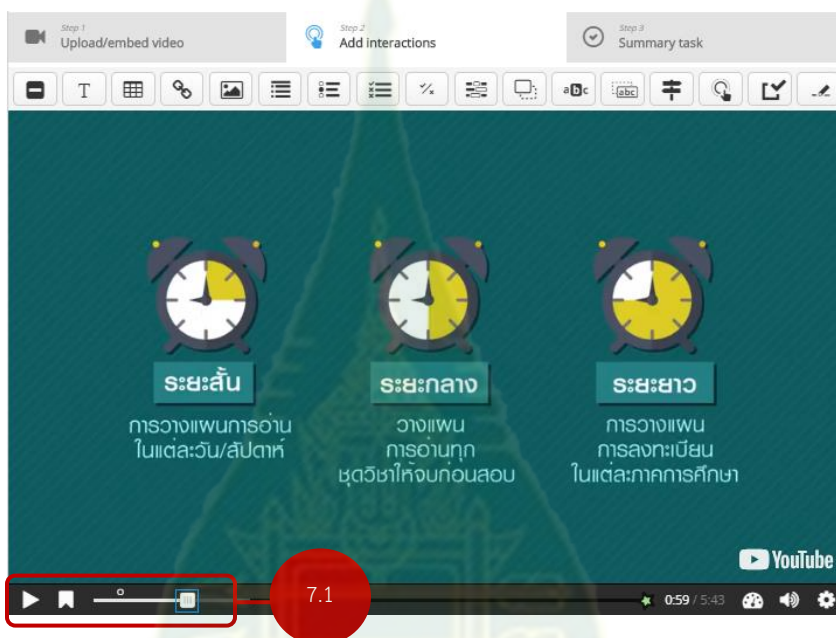 Step 1
Upload/embed video
Step 2
Add interactions
Step 3
Summary task
T
abc
abc
ระยะสั้น
การวางแผนการอ่าน
ในแต่ละวัน/สัปดาห์
ระยะกลาง
วางแผน
การอ่านทุก
ชุดวิชาให้จบก่อนสอบ
ระยะยาว
การวางแผน
การลงทะเบียน
ในแต่ละภาคการศึกษา
YouTube
7.1
0:59 / 5:43